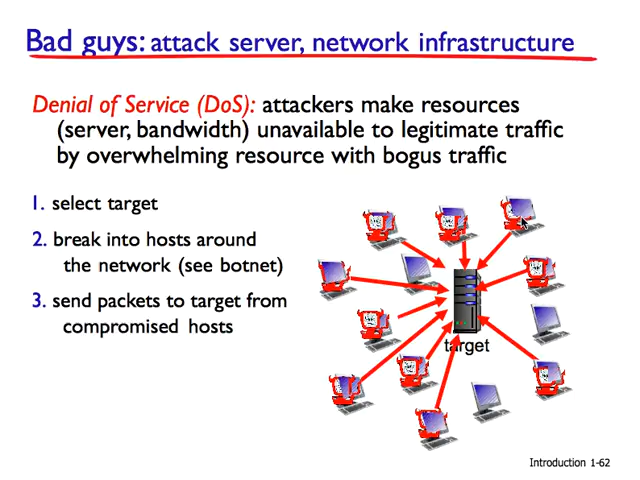 Bad guys: attack server, network infrastructure
Denial of Service (DoS): attackers make resources
(server, bandwidth) unavailable to legitimate traffic
by overwhelming resource with bogus traffic
1. select target
2. break into hosts around
the network (see botnet)
3. send packets to target from
compromised hosts
target
Introduction 1-62